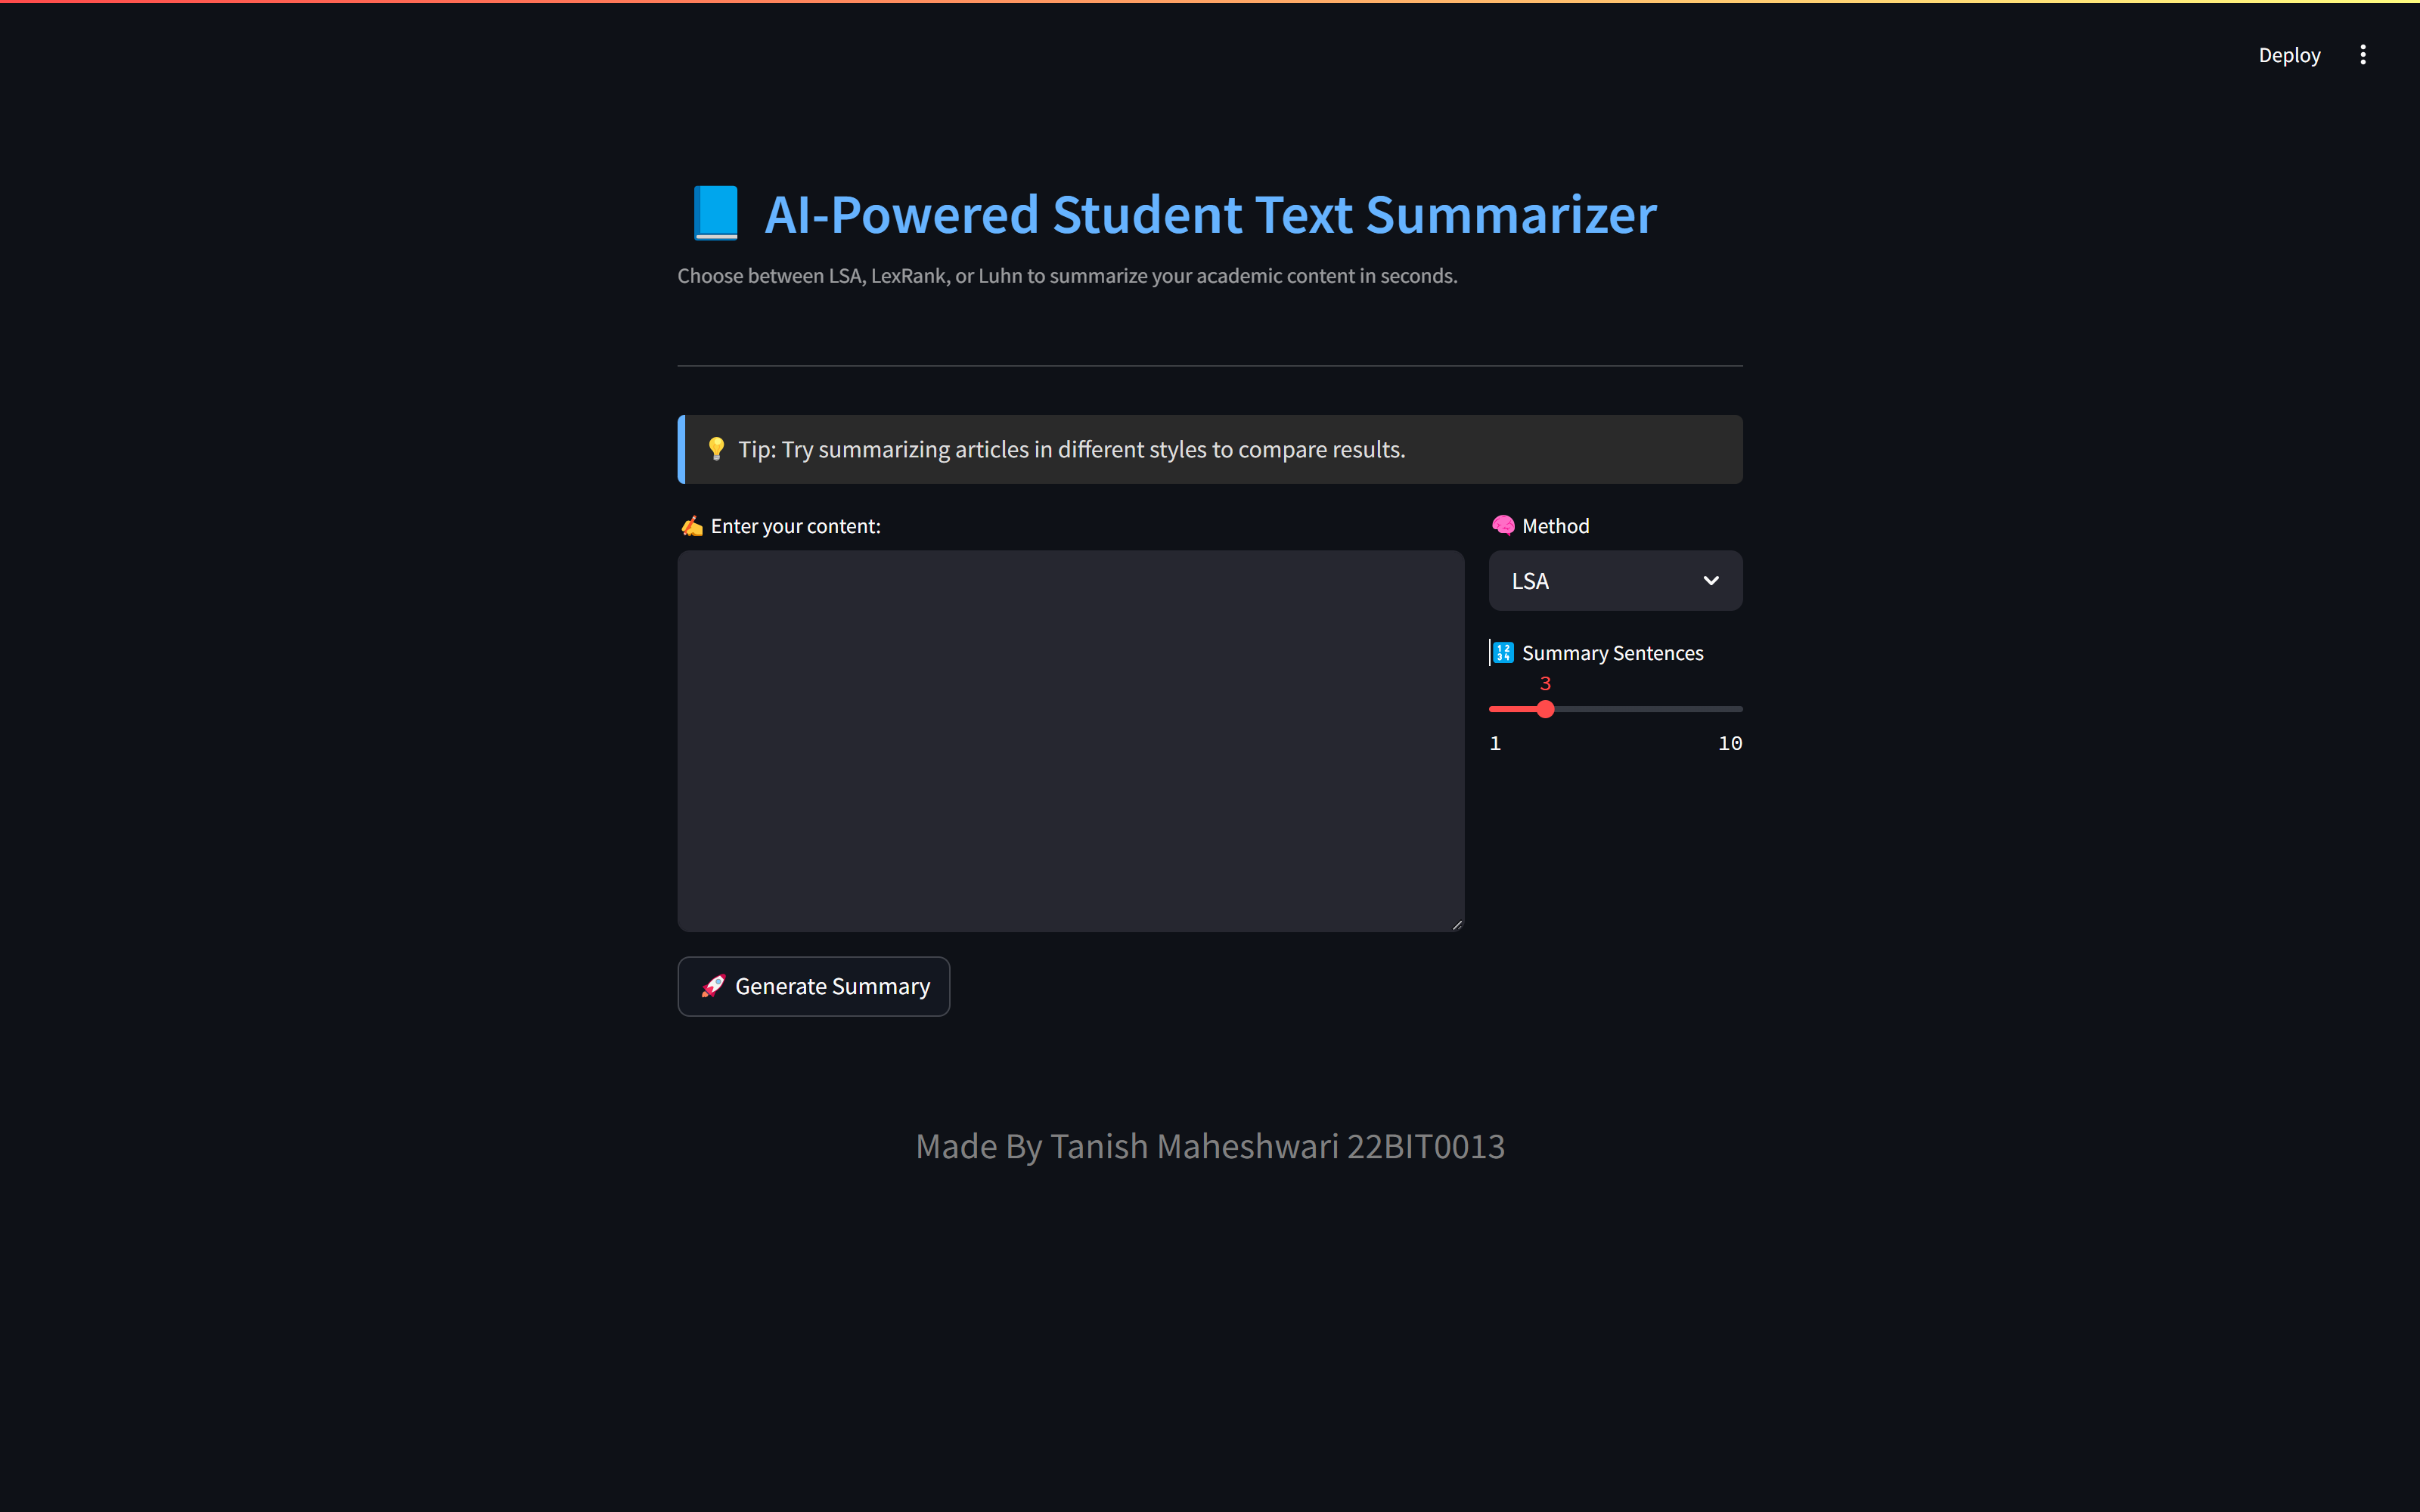 Deploy
📘 AI-Powered Student Text Summarizer
Choose between LSA, LexRank, or Luhn to summarize your academic content in seconds.
💡 Tip: Try summarizing articles in different styles to compare results.
✍️ Enter your content:
🧠 Method
LSA
🔢 Summary Sentences
3
1 10
🚀 Generate Summary
Made By Tanish Maheshwari 22BIT0013